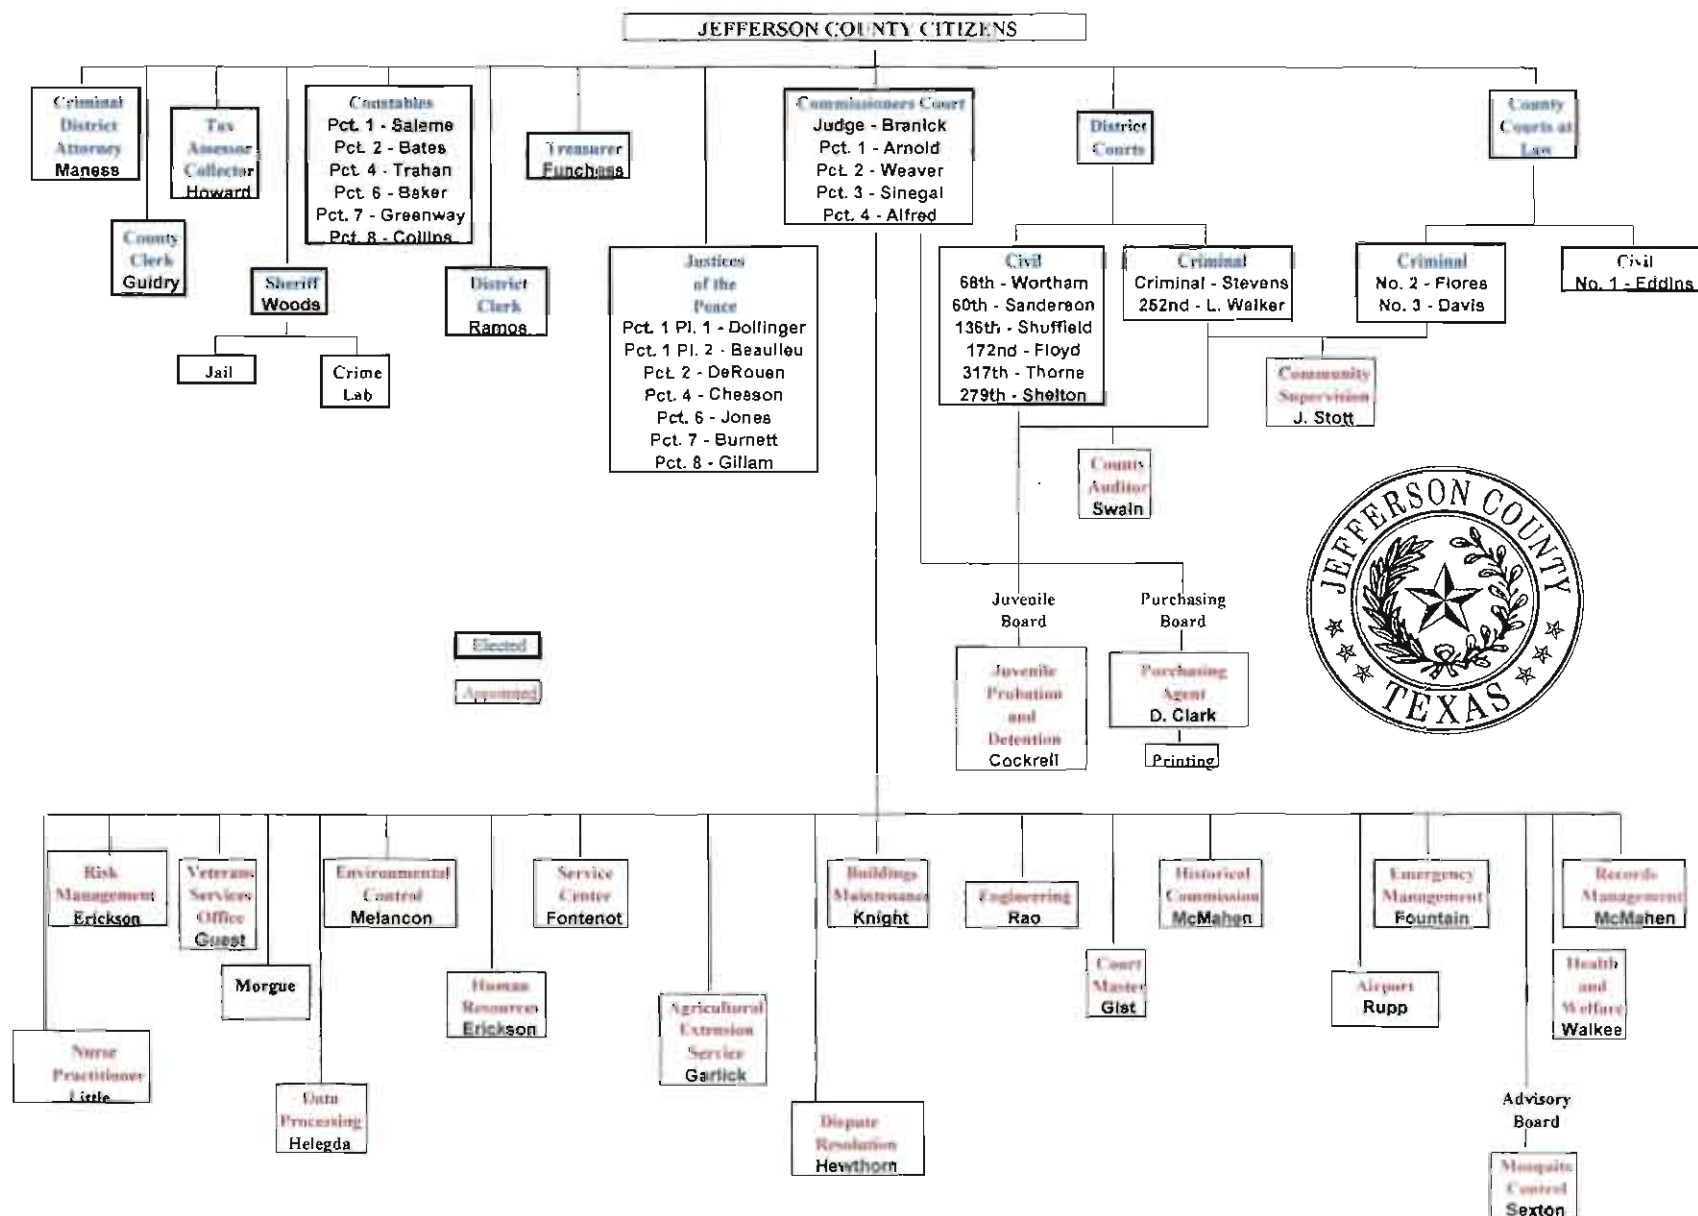 JEFFERSON COUNTY CITIZENS
Criminal
District
Attorney
Maness
County
Clerk
Guidry
Tax
Assessor
Collector
Howard
Sheriff
Woods
Jail
Crime
Lab
Constables
Pct. 1 - Saleme
Pct. 2 - Bates
Pct. 4 - Trahan
Pct. 6 - Baker
Pct. 7 - Greenway
Pct. 8 - Collins
District
Clerk
Ramos
Treasurer
Funchess
Justices
of the
Peace
Pct. 1 Pl. 1 - Dollinger
Pct. 1 Pl. 2 - Beaulieu
Pct. 2 - DeRouen
Pct. 4 - Chesson
Pct. 6 - Jones
Pct. 7 - Burnett
Pct. 8 - Gillam
Commissioners Court
Judge - Branick
Pct. 1 - Arnold
Pct. 2 - Weaver
Pct. 3 - Sinegal
Pct. 4 - Alfred
District
Courts
Civil
68th - Wortham
60th - Sanderson
136th - Shuffield
172nd - Floyd
317th - Thorne
279th - Shelton
Criminal
Criminal - Stevens
252nd - L. Walker
County
Courts at
Law
Criminal
No. 2 - Flores
No. 3 - Davis
Civil
No. 1 - Eddins
Community
Supervision
J. Stott
County
Auditor
Swain
Juvenile
Board
Juvenile
Probation
and
Detention
Cockrell
Purchasing
Board
Purchasing
Agent
D. Clark
Printing
JEFFERSON COUNTY
TEXAS
Elected
Appointed
Risk
Management
Erickson
Nurse
Practitioner
Little
Veterans
Services
Office
Guest
Morgue
Data
Processing
Helegda
Environmental
Control
Melancon
Human
Resources
Erickson
Service
Center
Fontenot
Agricultural
Extension
Service
Garlick
Dispute
Resolution
Hawthorn
Buildings
Maintenance
Knight
Engineering
Rao
Court
Master
Gist
Historical
Commission
McMahen
Airport
Rupp
Emergency
Management
Fountain
Advisory
Board
Mosquito
Control
Sexton
Health
and
Welfare
Walkee
Records
Management
McMahen